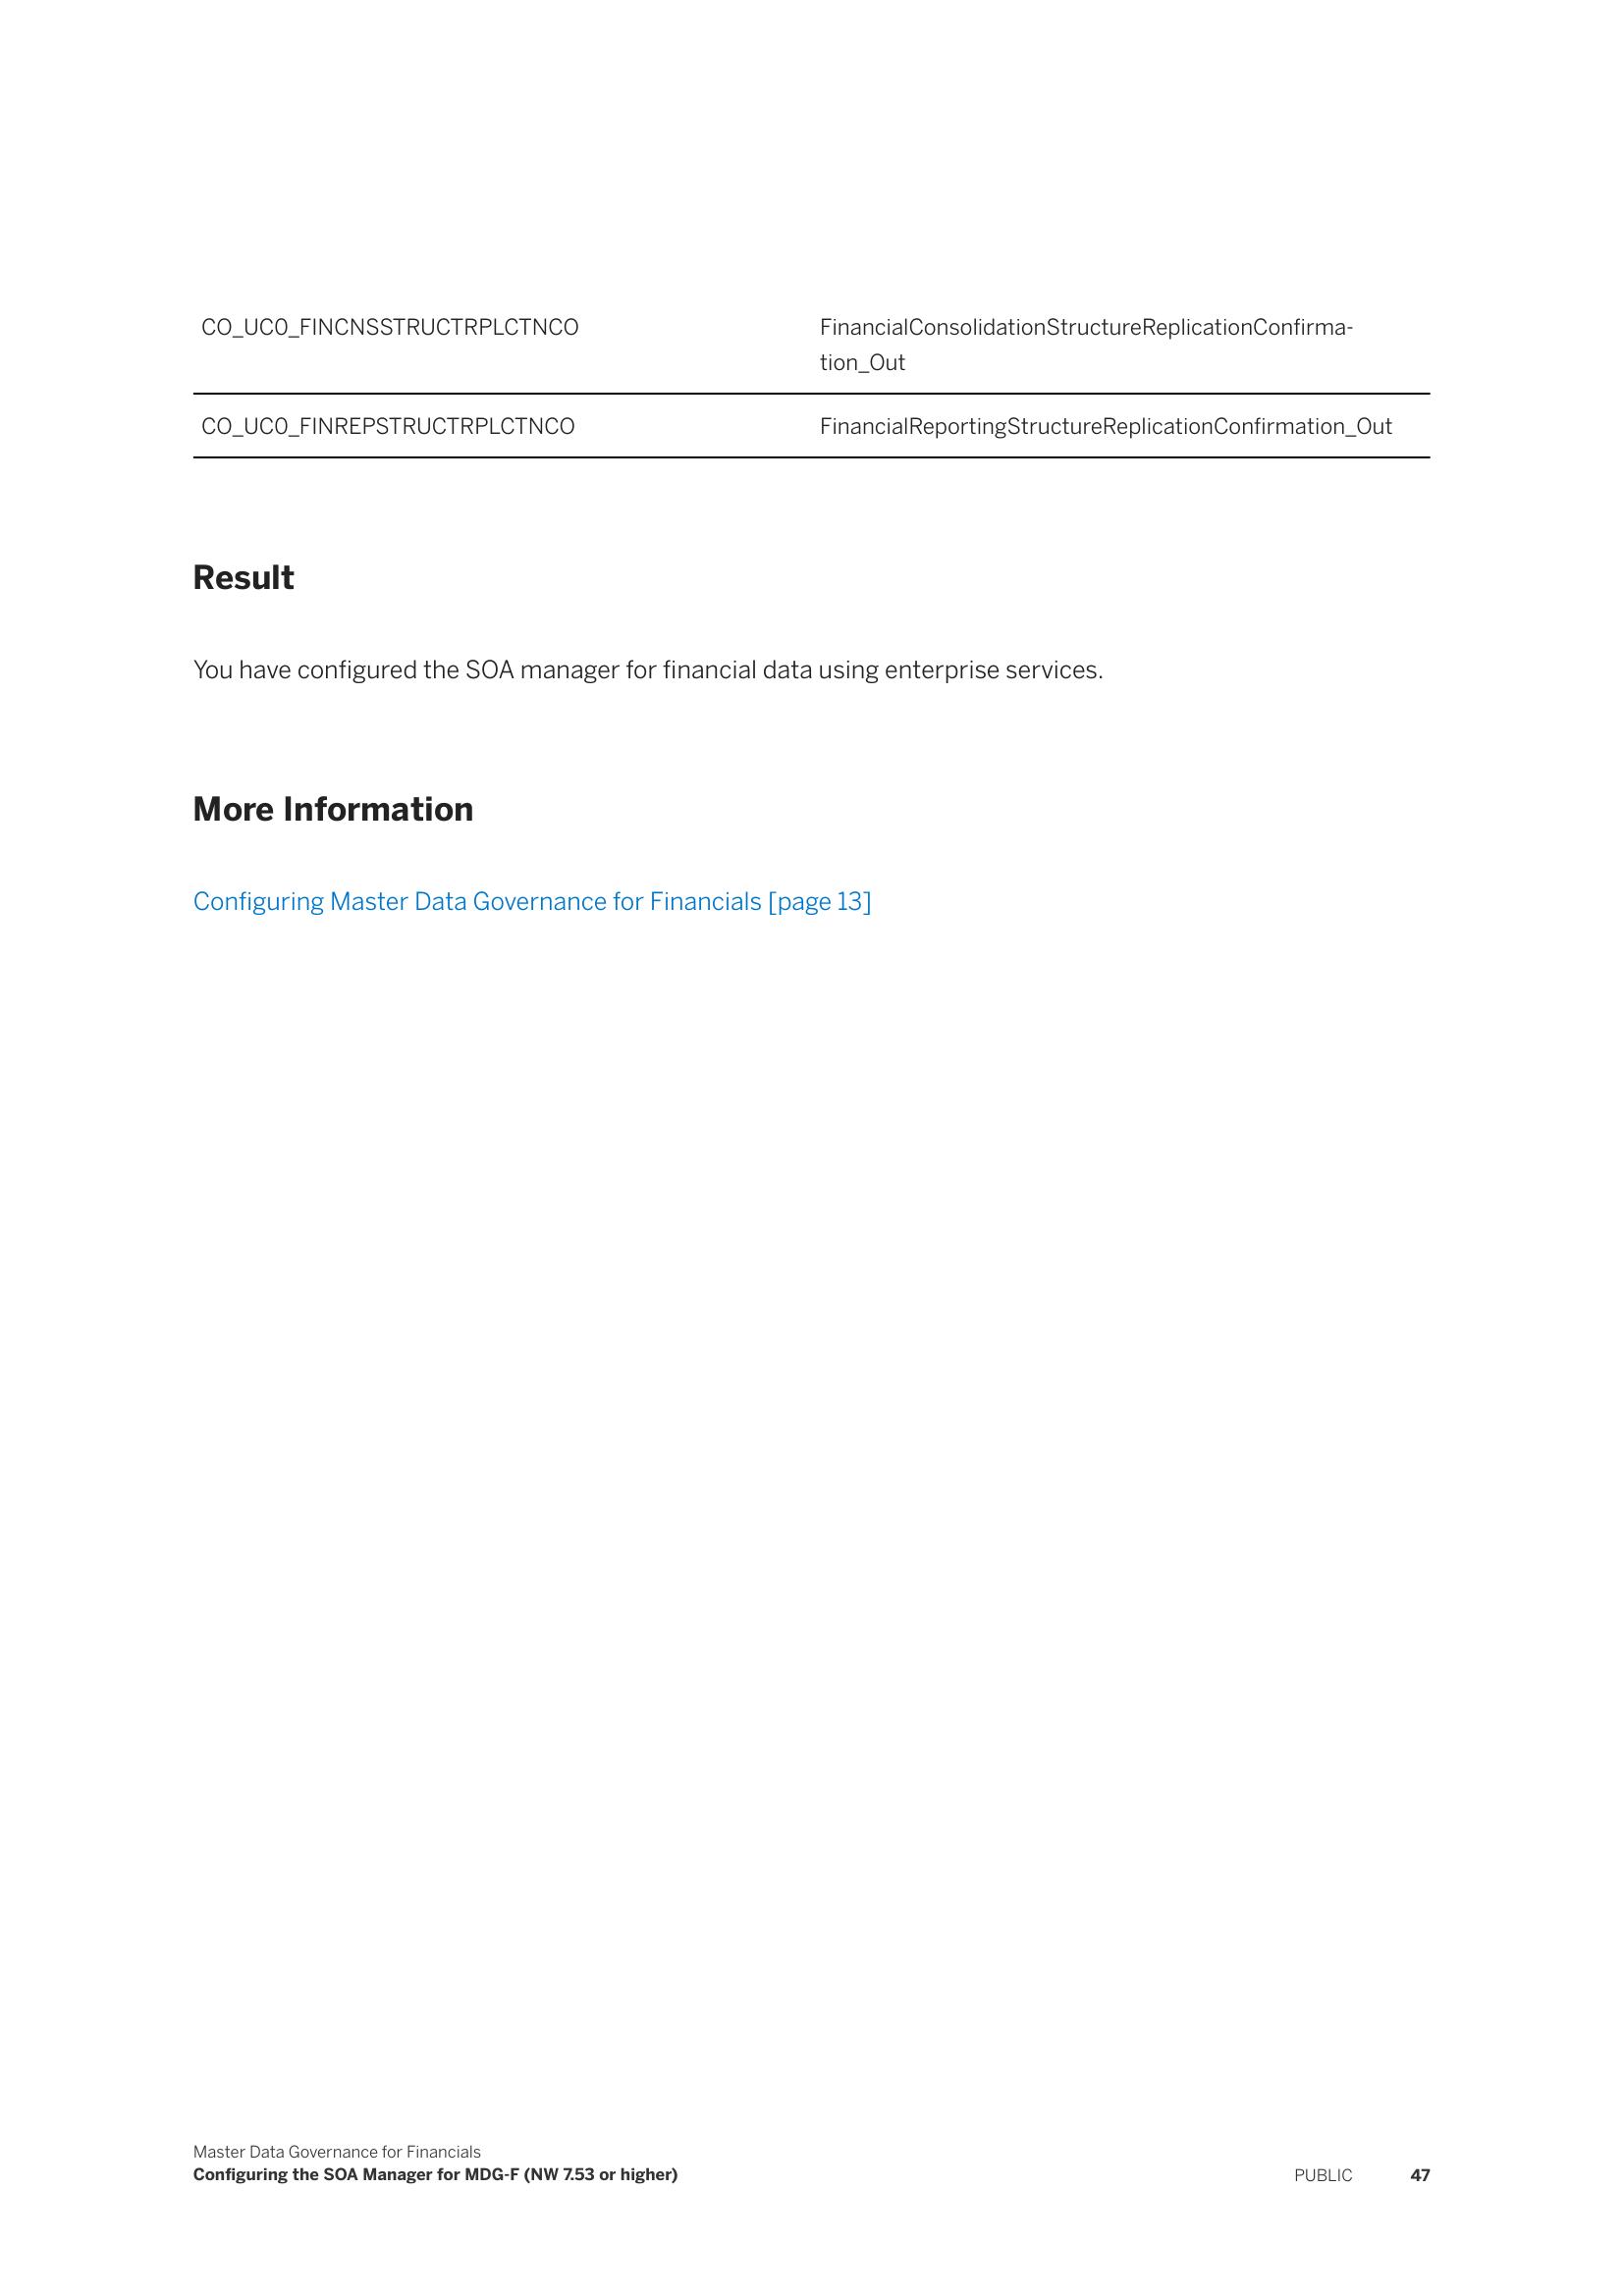 CO_UC0_FINCNSSTRUCTRPLCTNCO
FinancialConsolidationStructureReplicationConfirma-
tion_Out
CO_UC0_FINREPSTRUCTRPLCTNCO
FinancialReportingStructureReplicationConfirmation_Out
Result
You have configured the SOA manager for financial data using enterprise services.
More Information
Configuring Master Data Governance for Financials [page 13]
Master Data Governance for Financials
Configuring the SOA Manager for MDG-F (NW 7.53 or higher)
PUBLIC
47